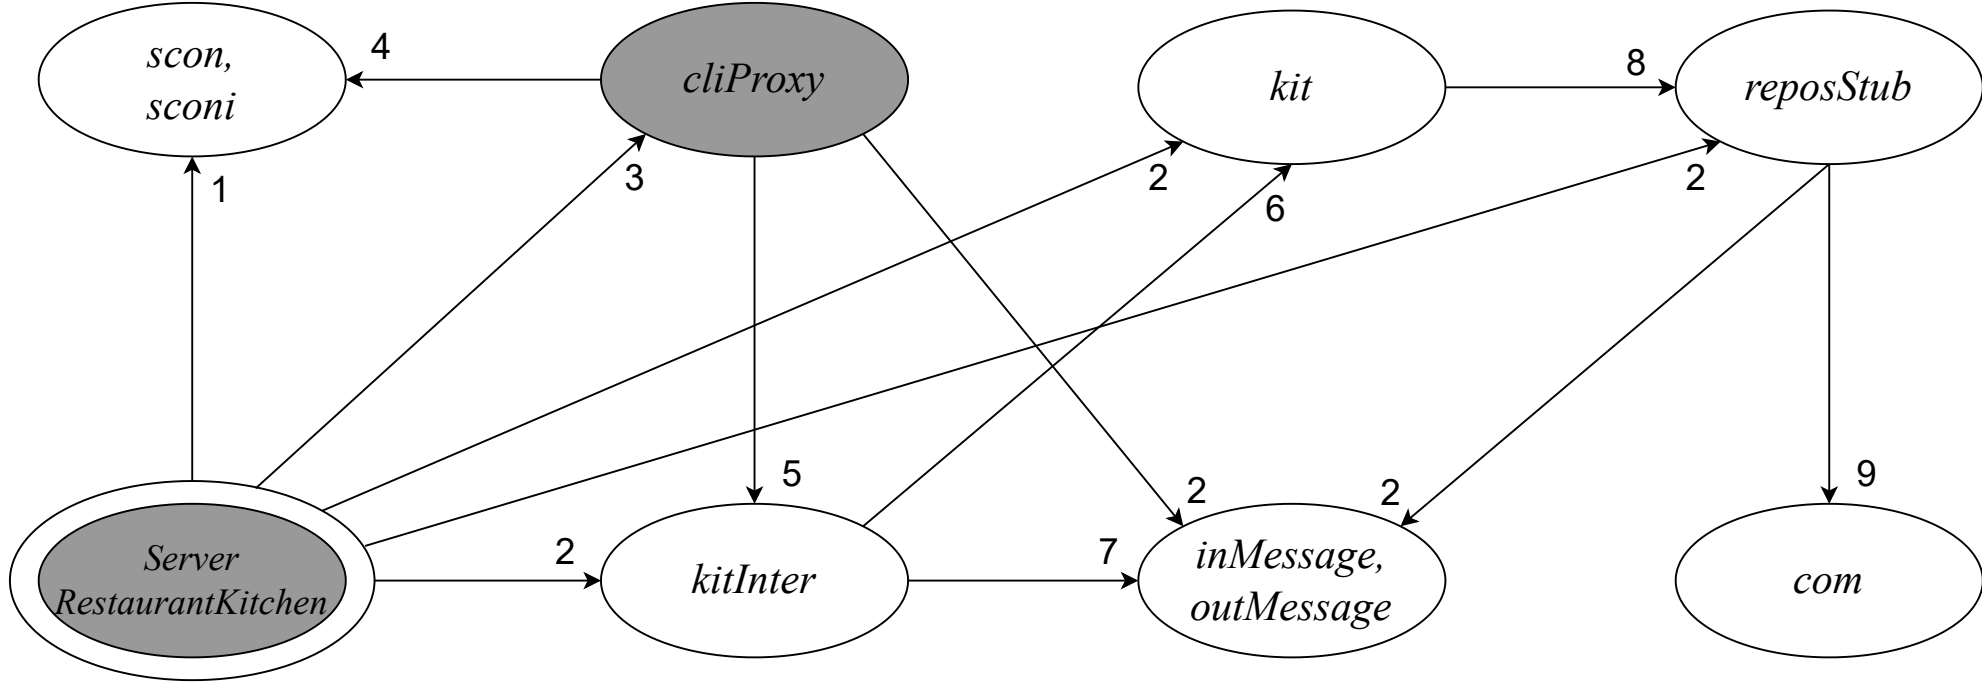 scon,
sconi
4
cliProxy
kit
8
reposStub
1
3
2
6
2
5
2
2
9
Server
RestaurantKitchen
2
kitInter
7
inMessage,
outMessage
com